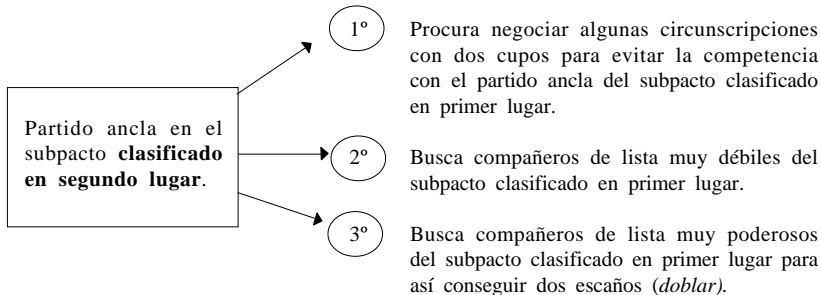 1º
Procura negociar algunas circunscripciones
con dos cupos para evitar la competencia
con el partido ancla del subpacto clasificado
en primer lugar.
Partido ancla en el
subpacto clasificado
en segundo lugar.
2º
Busca compañeros de lista muy débiles del
subpacto clasificado en primer lugar.
3º
Busca compañeros de lista muy poderosos
del subpacto clasificado en primer lugar para
así conseguir dos escaños (doblar).